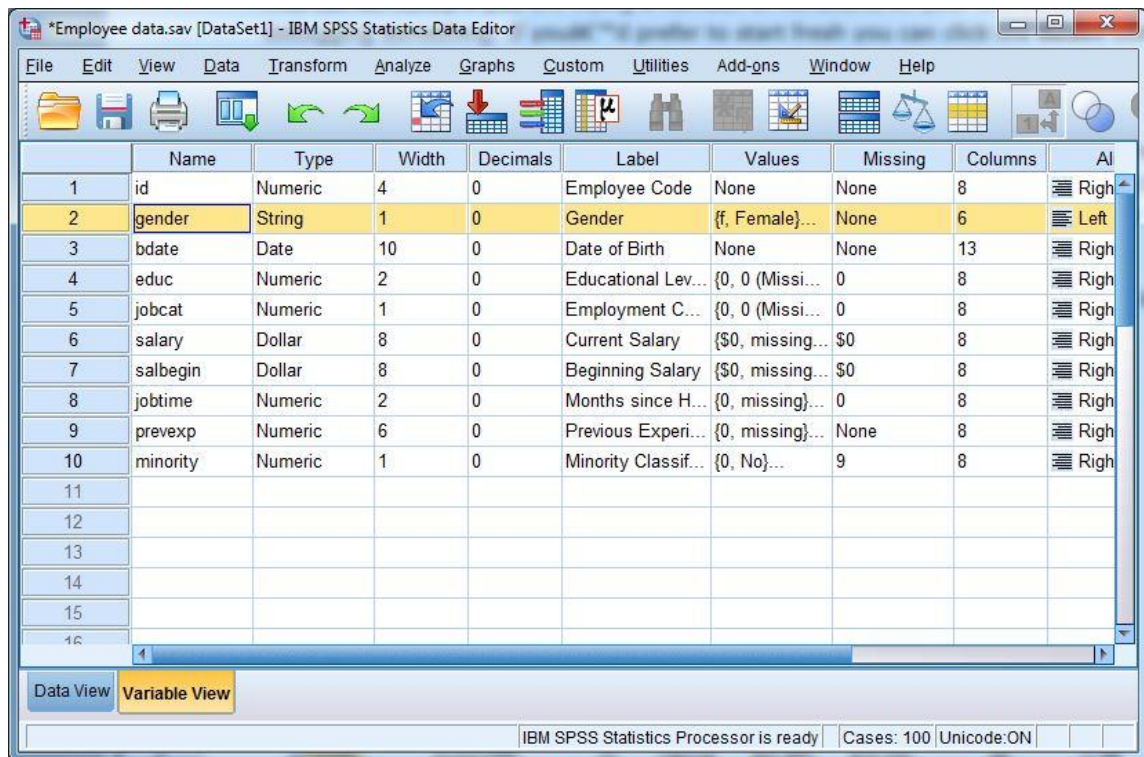 *Employee data.sav [DataSet1] - IBM SPSS Statistics Data Editor
File Edit View Data Transform Analyze Graphs Custom Utilities Add-ons Window Help
Name Type Width Decimals Label Values Missing Columns Al
1 id Numeric 4 0 Employee Code None None 8 Righ
2 gender String 1 0 Gender {f, Female}... None 6 Left
3 bdate Date 10 0 Date of Birth None None 13 Righ
4 educ Numeric 2 0 Educational Lev... {0, 0 (Missi... 0 8 Righ
5 jobcat Numeric 1 0 Employment C... {0, 0 (Missi... 0 8 Righ
6 salary Dollar 8 0 Current Salary {$0, missing... $0 8 Righ
7 salbegin Dollar 8 0 Beginning Salary {$0, missing... $0 8 Righ
8 jobtime Numeric 2 0 Months since H... {0, missing}... 0 8 Righ
9 prevexp Numeric 6 0 Previous Experi... {0, missing}... None 8 Righ
10 minority Numeric 1 0 Minority Classif... {0, No}... 9 8 Righ
11
12
13
14
15
16
Data View Variable View
IBM SPSS Statistics Processor is ready Cases: 100 Unicode:ON